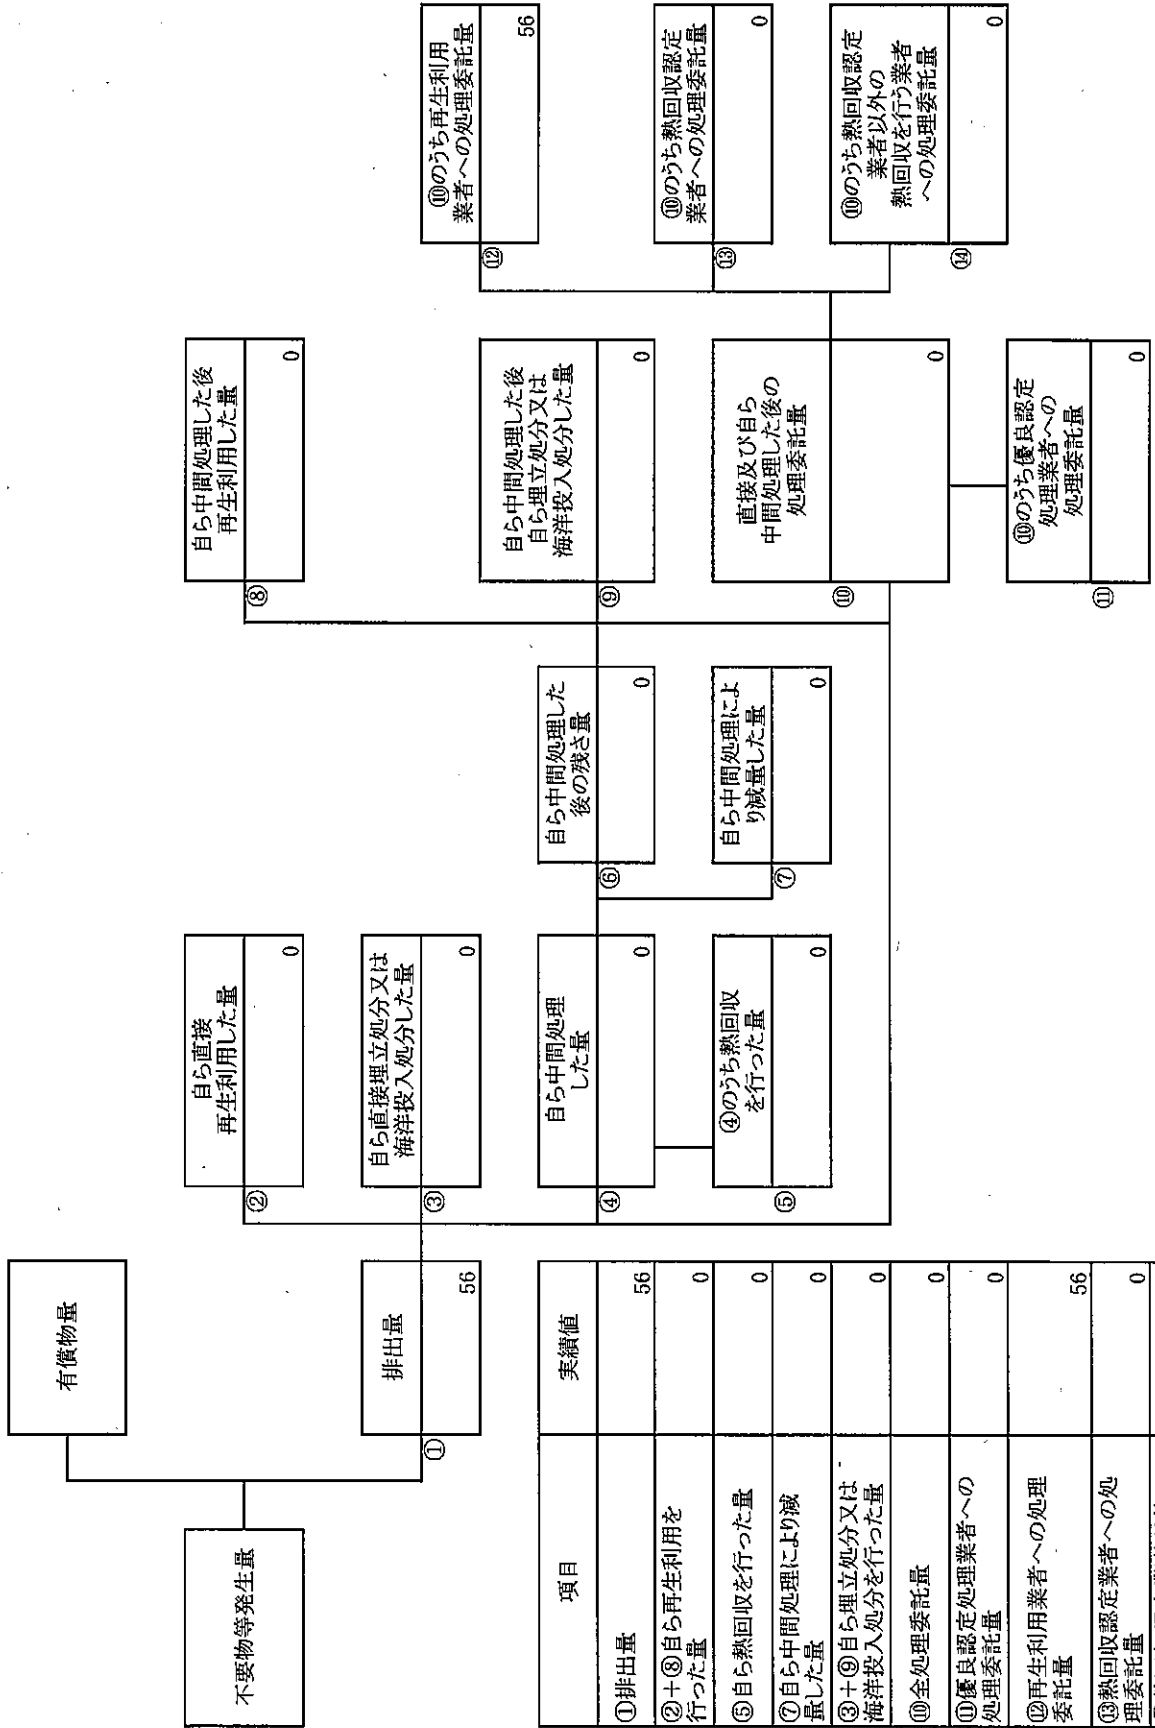 有償物量
不要物等発生量
①
排出量
56
②
自ら直接
再生利用した量
0
③
自ら直接埋立処分又は
海洋投入処分した量
0
④
自ら中間処理
した量
0
⑤
④のうち熱回収
を行った量
0
⑥
自ら中間処理した
後の残さ量
0
⑦
自ら中間処理によ
り減量した量
0
⑧
自ら中間処理した後
再生利用した量
0
⑨
自ら中間処理した後
自ら埋立処分又は
海洋投入処分した量
0
⑩
直接及び自ら
中間処理した後の
処理委託量
0
⑪
⑩のうち優良認定
処理業者への
処理委託量
0
⑫
⑩のうち再生利用
業者への処理委託量
56
⑬
⑩のうち熱回収認定
業者への処理委託量
0
⑭
⑩のうち熱回収認定
業者以外の
熱回収を行う業者
への処理委託量
0
項目
実績値
①排出量
56
②+⑧自ら再生利用を
行った量
0
⑤自ら熱回収を行った量
0
⑦自ら中間処理により減
量した量
0
③+⑨自ら埋立処分又は
海洋投入処分を行った量
0
⑩全処理委託量
0
⑪優良認定処理業者への
処理委託量
0
⑫再生利用業者への処理
委託量
56
⑬熱回収認定業者への処
理委託量
0